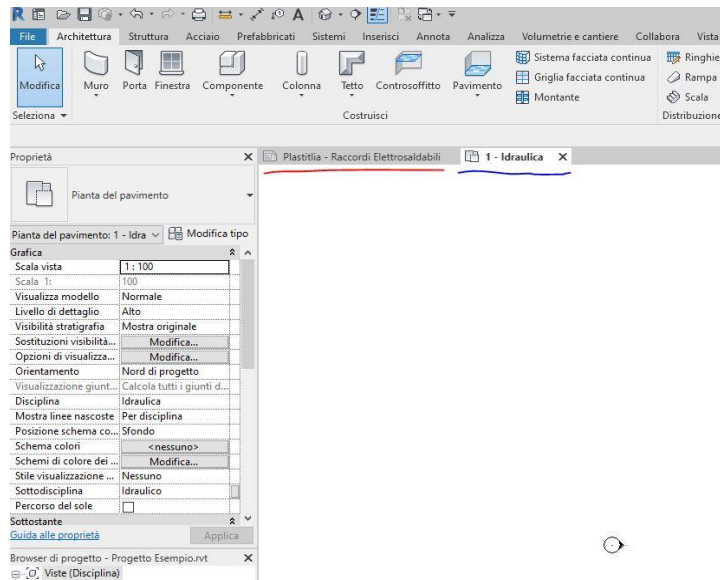 File Architettura Struttura Acciaio Prefabbricati Sistemi Inserisci Annota Analizza Volumetrie e cantiere Collabora Vista
Modifica Muro Porta Finestra Componente Colonna Tetto Controsoffitto Pavimento
Sistema facciata continua
Griglia facciata continua
Montante
Ringhie
Rampa
Scala
Seleziona Costruisci Distribuzione
Proprietà
Plastitlia - Raccordi Elettrosaldabili 1 - Idraulica
Pianta del pavimento
Pianta del pavimento: 1 - Idra Modifica tipo
Grafica
Scala vista 1 : 100
Scala 1: 100
Visualizza modello Normale
Livello di dettaglio Alto
Visibilità stratigrafia Mostra originale
Sostituzioni visibilità... Modifica...
Opzioni di visualizza... Modifica...
Orientamento Nord di progetto
Visualizzazione giunt... Calcola tutti i giunti d...
Disciplina Idraulica
Mostra linee nascoste Per disciplina
Posizione schema co... Sfondo
Schema colori <nessuno>
Schemi di colore dei ... Modifica...
Stile visualizzazione ... Nessuno
Sottodisciplina Idraulico
Percorso del sole
Sottostante
Guida alle proprietà Applica
Browser di progetto - Progetto Esempio.rvt
Viste (Disciplina)